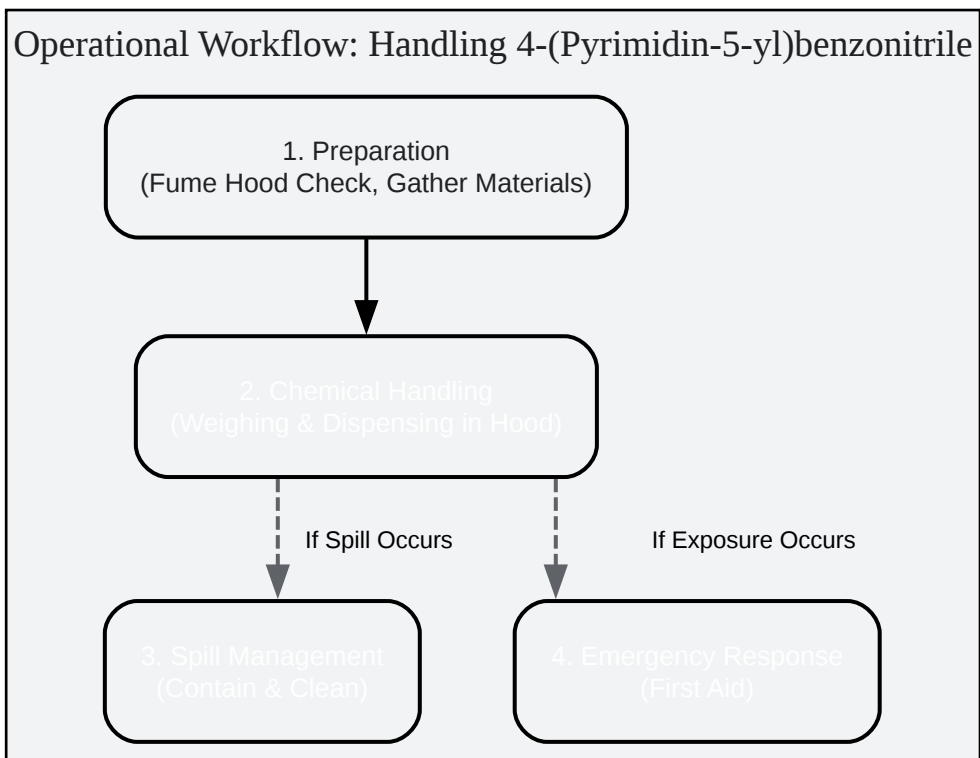 Operational Workflow: Handling 4-(Pyrimidin-5-yl)benzonitrile
1. Preparation
(Fume Hood Check, Gather Materials)
2. Chemical Handling
(Weighing & Dispensing in Hood)
If Spill Occurs
If Exposure Occurs
3. Spill Management
(Contain & Clean)
4. Emergency Response
(First Aid)